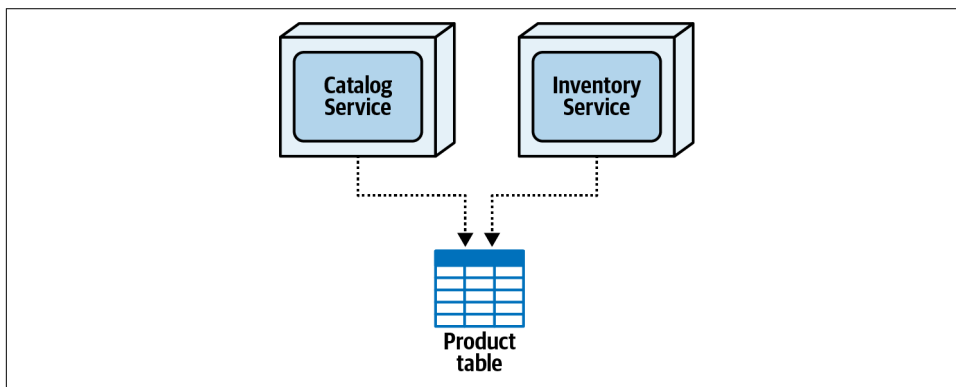 Catalog
Service
Inventory
Service
Product
table